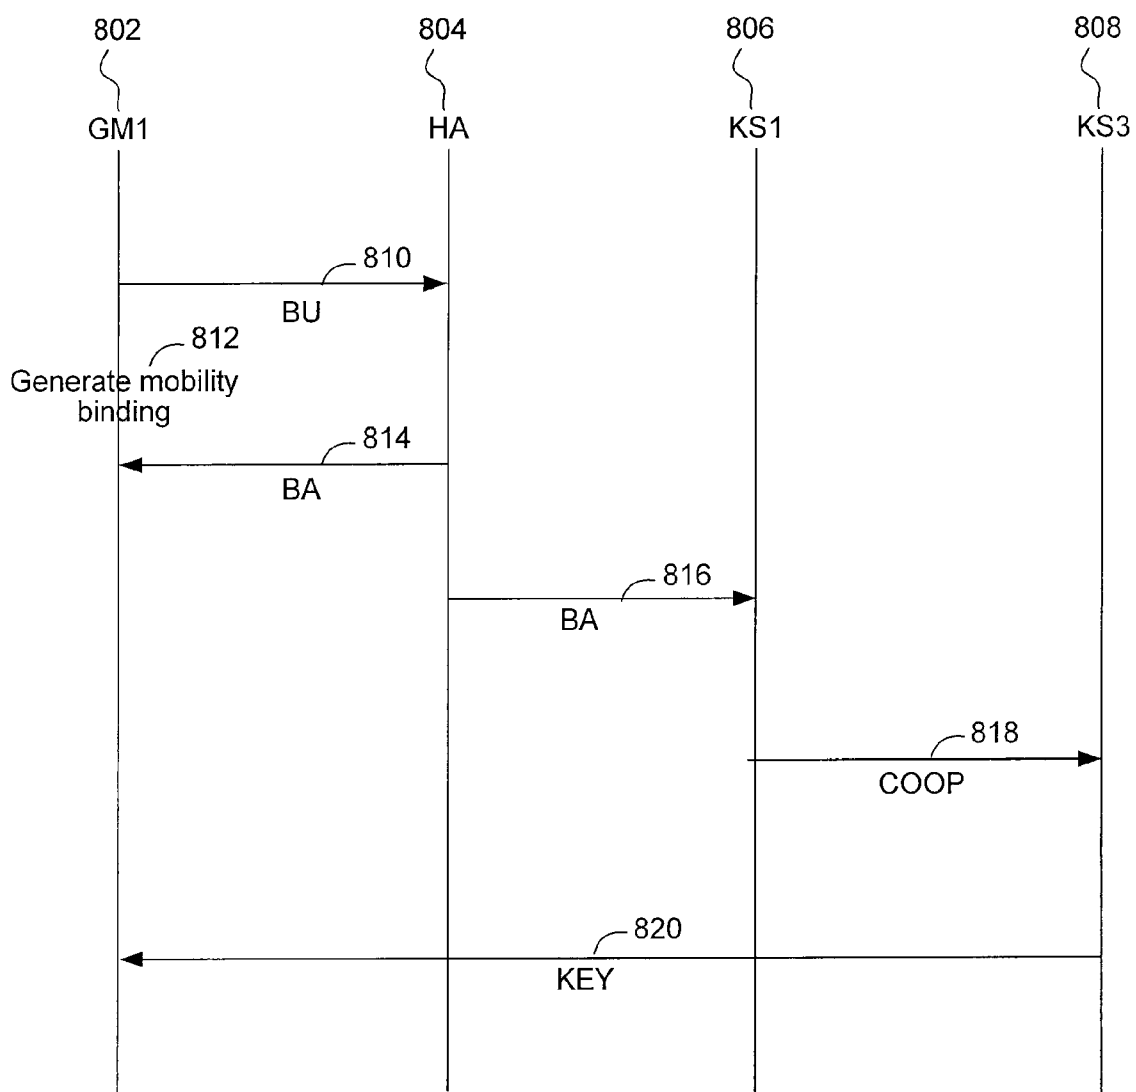 802
804
806
808
GM1
HA
KS1
KS3
810
BU
812
Generate mobility
binding
814
BA
816
BA
818
COOP
820
KEY